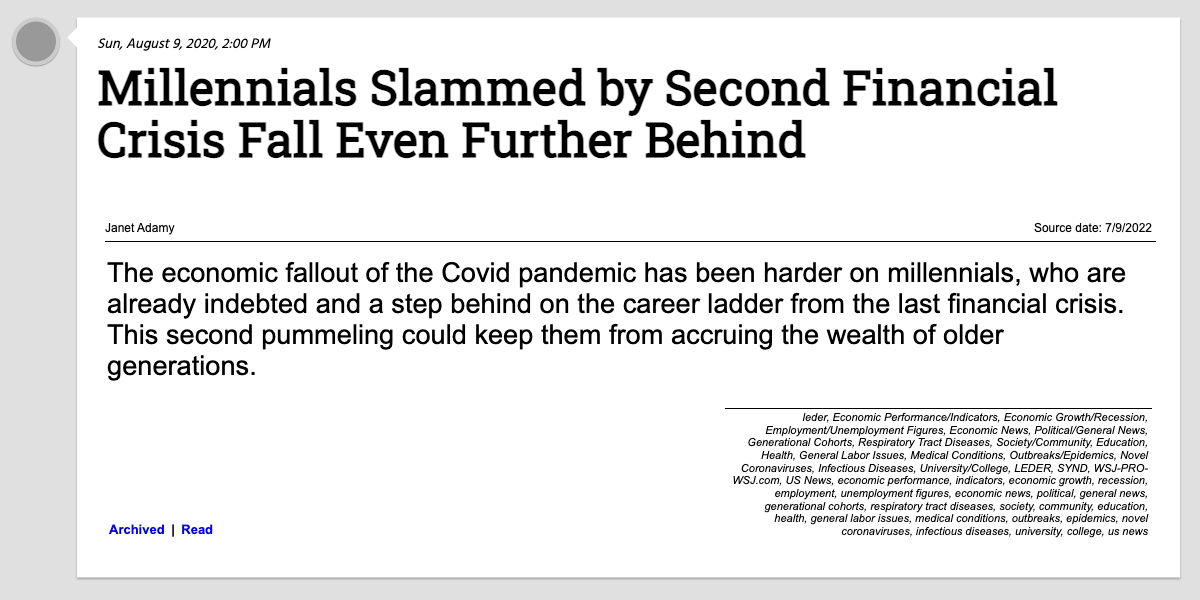 Sun, August 9, 2020, 2:00 PM
Millennials Slammed by Second Financial
Crisis Fall Even Further Behind
Janet Adamy
Source date: 7/9/2022
The economic fallout of the Covid pandemic has been harder on millennials, who are
already indebted and a step behind on the career ladder from the last financial crisis.
This second pummeling could keep them from accruing the wealth of older
generations.
leder, Economic Performance/Indicators, Economic Growth/Recession,
Employment/Unemployment Figures, Economic News, Political/General News,
Generational Cohorts, Respiratory Tract Diseases, Society/Community, Education,
Health, General Labor Issues, Medical Conditions, Outbreaks/Epidemics, Novel
Coronaviruses, Infectious Diseases, University/College, LEDER, SYND, WSJ-PRO-
WSJ.com, US News, economic performance, indicators, economic growth, recession,
employment, unemployment figures, economic news, political, general news,
generational cohorts, respiratory tract diseases, society, community, education,
health, general labor issues, medical conditions, outbreaks, epidemics, novel
coronaviruses, infectious diseases, university, college, us news
Archived | Read